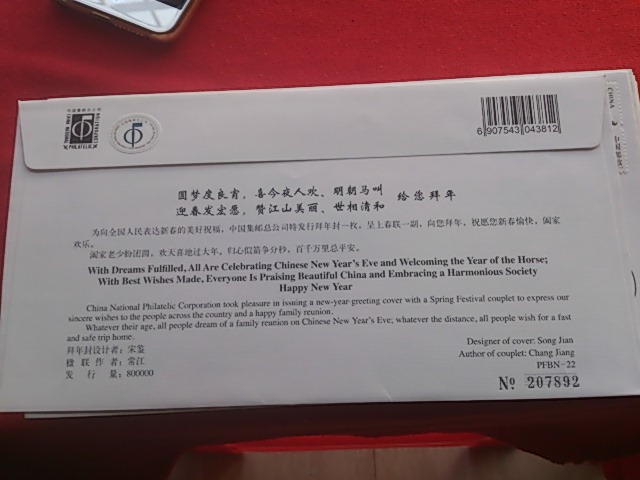 6 907543 043812
CHINA
圆梦度良宵，喜今夜人欢、明朝马叫
迎春发宏愿，赞江山美丽、世相清和
给您拜年
为向全国人民表达新春的美好祝福，中国集邮总公司特发行拜年封一枚，呈上春联一副，向您拜年，祝愿您新春愉快，阖家
欢乐。
阖家老少盼团圆，欢天喜地过大年，归心似箭争分秒，百千万里总平安。
With Dreams Fulfilled, All Are Celebrating Chinese New Year's Eve and Welcoming the Year of the Horse;
With Best Wishes Made, Everyone Is Praising Beautiful China and Embracing a Harmonious Society
Happy New Year
China National Philatelic Corporation took pleasure in issuing a new-year-greeting cover with a Spring Festival couplet to express our
sincere wishes to the people across the country and a happy family reunion.
Whatever their age, all people dream of a family reunion on Chinese New Year's Eve; whatever the distance, all people wish for a fast
and safe trip home.
拜年封设计者：宋鉴
楹联作者：常江
发行量：800000
Designer of cover: Song Jian
Author of couplet: Chang Jiang
PFBN-22
№ 207892